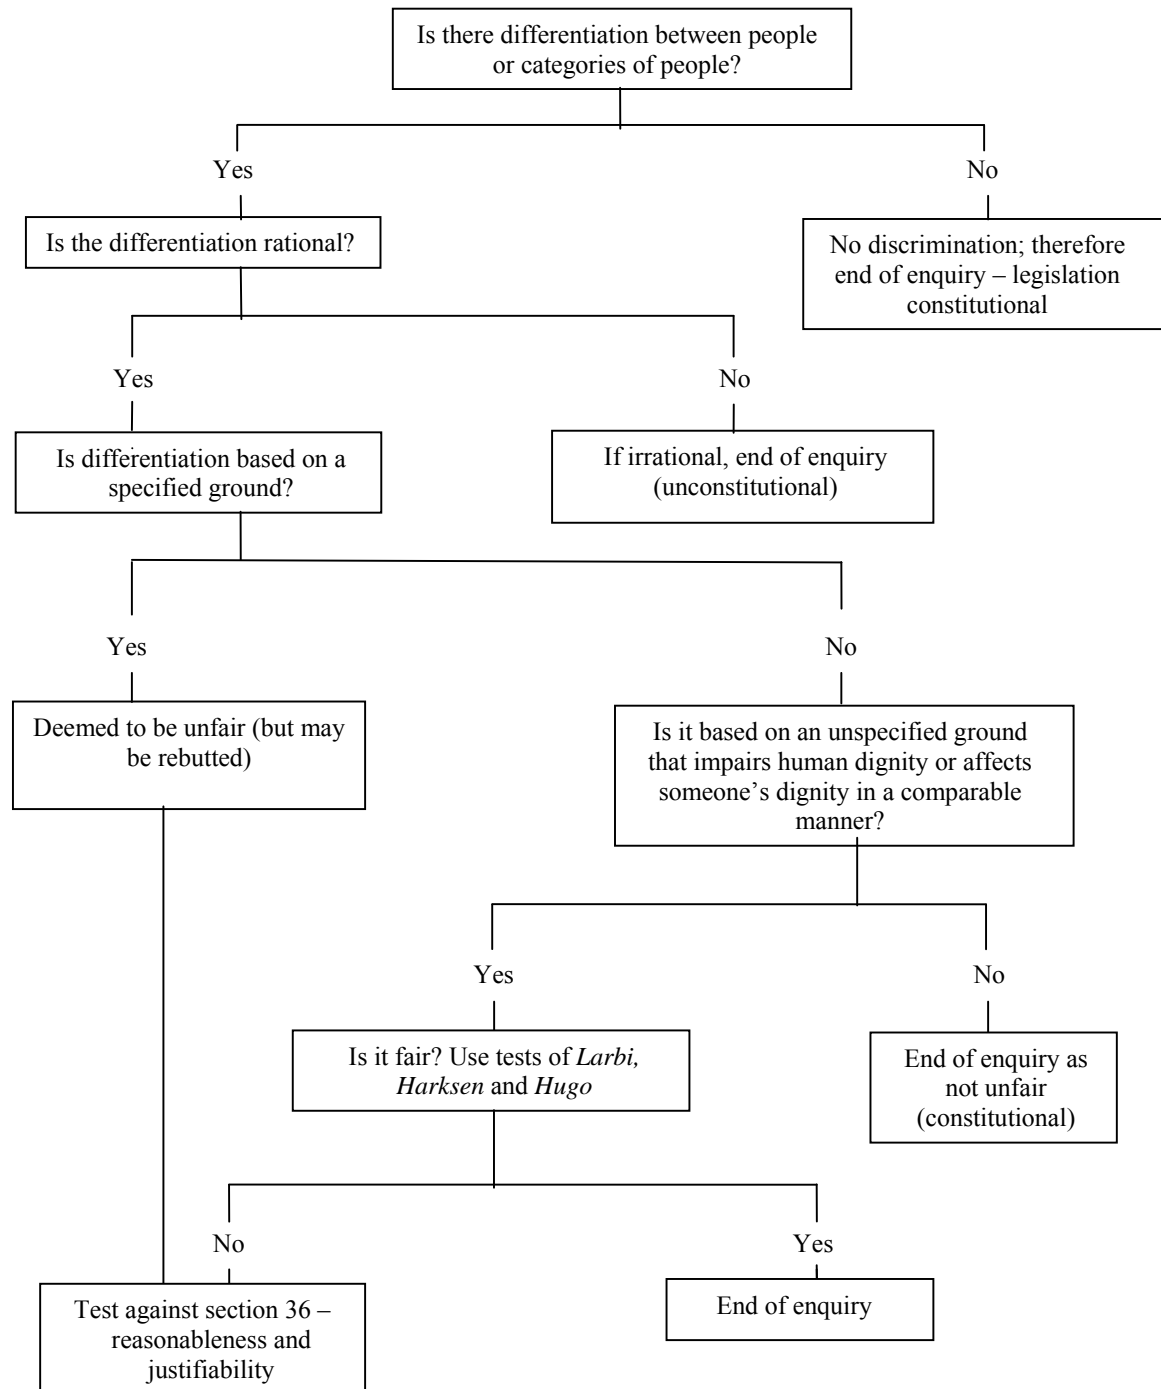 Is there differentiation between people
or categories of people?
Yes
No
Is the differentiation rational?
No discrimination; therefore
end of enquiry – legislation
constitutional
Yes
No
Is differentiation based on a
specified ground?
If irrational, end of enquiry
(unconstitutional)
Yes
No
Deemed to be unfair (but may
be rebutted)
Is it based on an unspecified ground
that impairs human dignity or affects
someone’s dignity in a comparable
manner?
Yes
No
Is it fair? Use tests of Larbi,
Harksen and Hugo
End of enquiry as
not unfair
(constitutional)
No
Yes
Test against section 36 –
reasonableness and
justifiability
End of enquiry